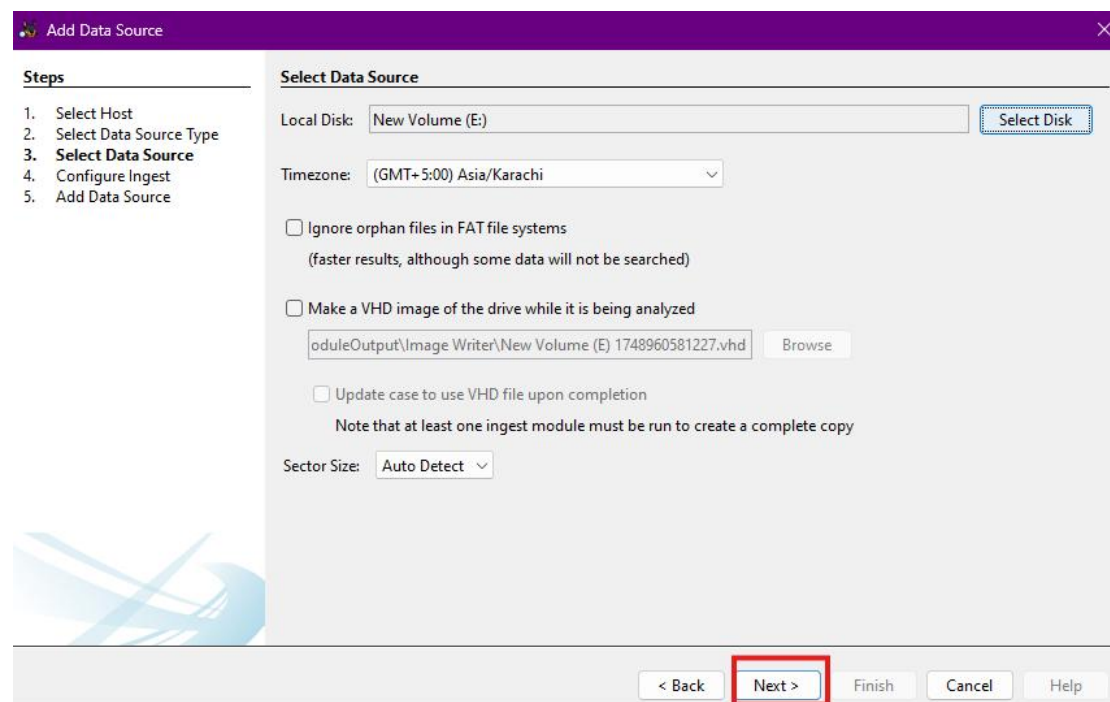 Add Data Source
Steps
1. Select Host
2. Select Data Source Type
3. Select Data Source
4. Configure Ingest
5. Add Data Source
Select Data Source
Local Disk: New Volume (E:) Select Disk
Timezone: (GMT+5:00) Asia/Karachi
Ignore orphan files in FAT file systems
(faster results, although some data will not be searched)
Make a VHD image of the drive while it is being analyzed
oduleOutput\Image Writer\New Volume (E) 1748960581227.vhd Browse
Update case to use VHD file upon completion
Note that at least one ingest module must be run to create a complete copy
Sector Size: Auto Detect
< Back Next > Finish Cancel Help